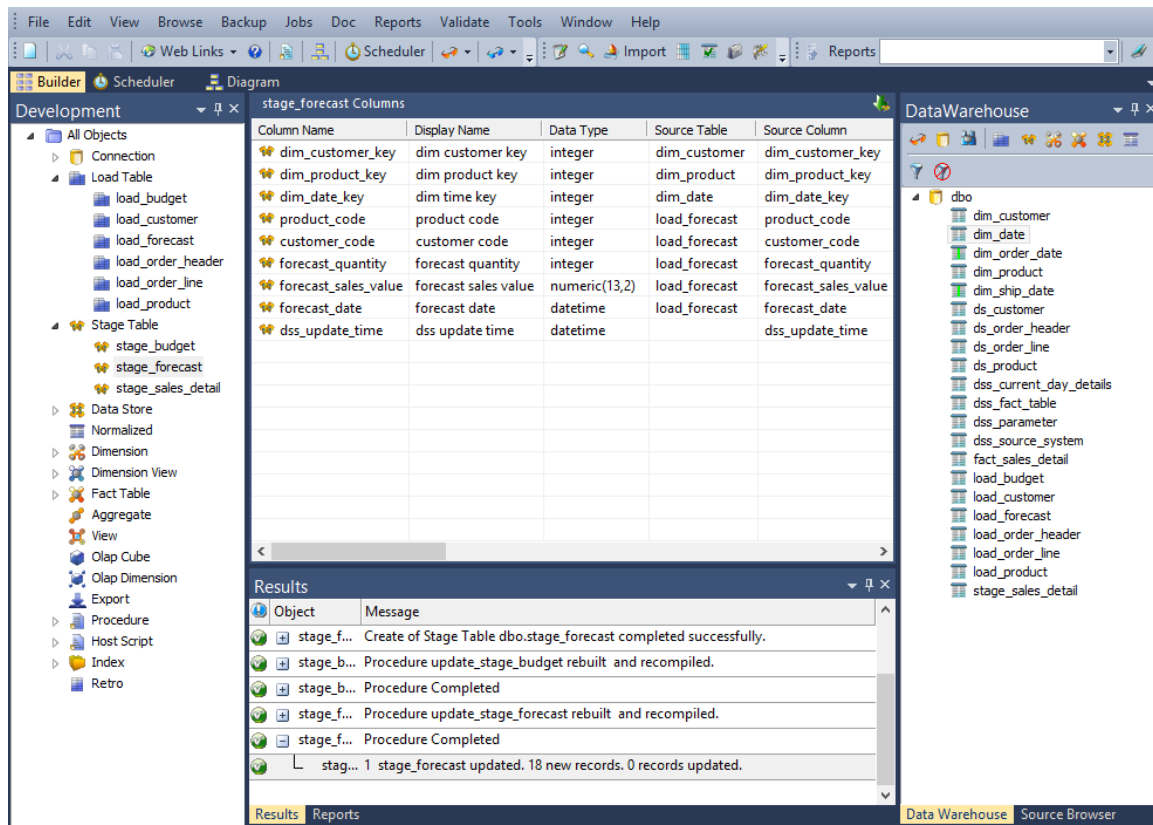 File Edit View Browse Backup Jobs Doc Reports Validate Tools Window Help
Web Links Scheduler Import Reports
Builder Scheduler Diagram
Development
All Objects
Connection
Load Table
load_budget
load_customer
load_forecast
load_order_header
load_order_line
load_product
Stage Table
stage_budget
stage_forecast
stage_sales_detail
Data Store
Normalized
Dimension
Dimension View
Fact Table
Aggregate
View
Olap Cube
Olap Dimension
Export
Procedure
Host Script
Index
Retro
stage_forecast Columns
Column Name Display Name Data Type Source Table Source Column
dim_customer_key dim customer key integer dim_customer dim_customer_key
dim_product_key dim product key integer dim_product dim_product_key
dim_date_key dim time key integer dim_date dim_date_key
product_code product code integer load_forecast product_code
customer_code customer code integer load_forecast customer_code
forecast_quantity forecast quantity integer load_forecast forecast_quantity
forecast_sales_value forecast sales value numeric(13,2) load_forecast forecast_sales_value
forecast_date forecast date datetime load_forecast forecast_date
dss_update_time dss update time datetime dss_update_time
Results
Object Message
stage_f... Create of Stage Table dbo.stage_forecast completed successfully.
stage_b... Procedure update_stage_budget rebuilt and recompiled.
stage_b... Procedure Completed
stage_f... Procedure update_stage_forecast rebuilt and recompiled.
stage_f... Procedure Completed
stag... 1 stage_forecast updated. 18 new records. 0 records updated.
Results Reports
DataWarehouse
dbo
dim_customer
dim_date
dim_order_date
dim_product
dim_ship_date
ds_customer
ds_order_header
ds_order_line
ds_product
dss_current_day_details
dss_fact_table
dss_parameter
dss_source_system
fact_sales_detail
load_budget
load_customer
load_forecast
load_order_header
load_order_line
load_product
stage_sales_detail
Data Warehouse Source Browser